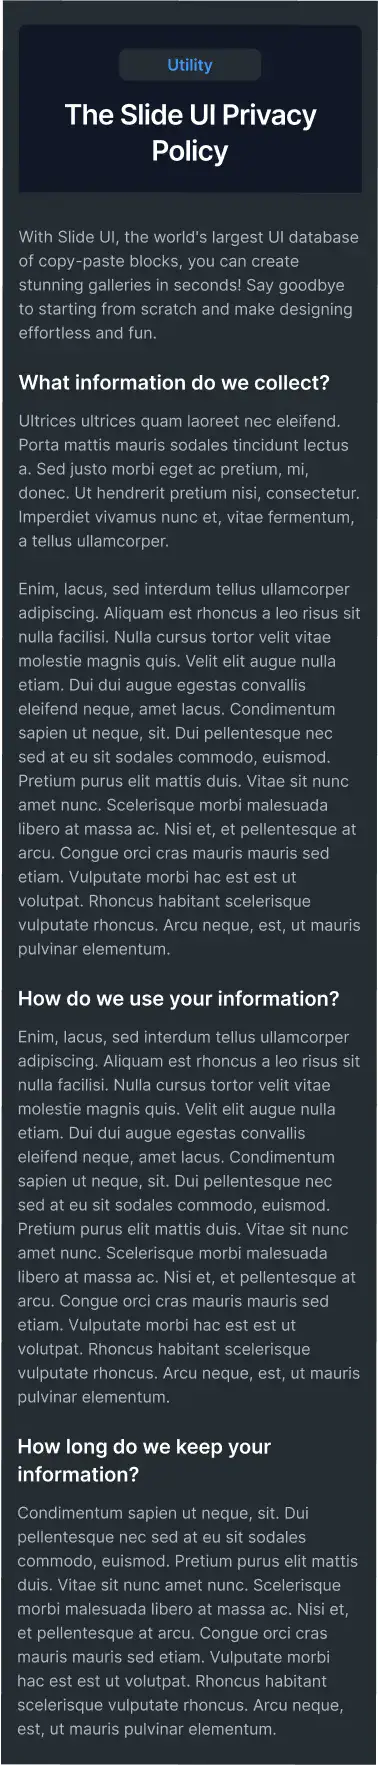 Utility
The Slide UI Privacy
Policy
With Slide UI, the world's largest UI database
of copy-paste blocks, you can create
stunning galleries in seconds! Say goodbye
to starting from scratch and make designing
effortless and fun.
What information do we collect?
Ultrices ultrices quam laoreet nec eleifend.
Porta mattis mauris sodales tincidunt lectus
a. Sed justo morbi eget ac pretium, mi,
donec. Ut hendrerit pretium nisi, consectetur.
Imperdiet vivamus nunc et, vitae fermentum,
a tellus ullamcorper.
Enim, lacus, sed interdum tellus ullamcorper
adipiscing. Aliquam est rhoncus a leo risus sit
nulla facilisi. Nulla cursus tortor velit vitae
molestie magnis quis. Velit elit augue nulla
etiam. Dui dui augue egestas convallis
eleifend neque, amet lacus. Condimentum
sapien ut neque, sit. Dui pellentesque nec
sed at eu sit sodales commodo, euismod.
Pretium purus elit mattis duis. Vitae sit nunc
amet nunc. Scelerisque morbi malesuada
libero at massa ac. Nisi et, et pellentesque at
arcu. Congue orci cras mauris mauris sed
etiam. Vulputate morbi hac est est ut
volutpat. Rhoncus habitant scelerisque
vulputate rhoncus. Arcu neque, est, ut mauris
pulvinar elementum.
How do we use your information?
Enim, lacus, sed interdum tellus ullamcorper
adipiscing. Aliquam est rhoncus a leo risus sit
nulla facilisi. Nulla cursus tortor velit vitae
molestie magnis quis. Velit elit augue nulla
etiam. Dui dui augue egestas convallis
eleifend neque, amet lacus. Condimentum
sapien ut neque, sit. Dui pellentesque nec
sed at eu sit sodales commodo, euismod.
Pretium purus elit mattis duis. Vitae sit nunc
amet nunc. Scelerisque morbi malesuada
libero at massa ac. Nisi et, et pellentesque at
arcu. Congue orci cras mauris mauris sed
etiam. Vulputate morbi hac est est ut
volutpat. Rhoncus habitant scelerisque
vulputate rhoncus. Arcu neque, est, ut mauris
pulvinar elementum.
How long do we keep your
information?
Condimentum sapien ut neque, sit. Dui
pellentesque nec sed at eu sit sodales
commodo, euismod. Pretium purus elit mattis
duis. Vitae sit nunc amet nunc. Scelerisque
morbi malesuada libero at massa ac. Nisi et,
et pellentesque at arcu. Congue orci cras
mauris mauris sed etiam. Vulputate morbi
hac est est ut volutpat. Rhoncus habitant
scelerisque vulputate rhoncus. Arcu neque,
est, ut mauris pulvinar elementum.